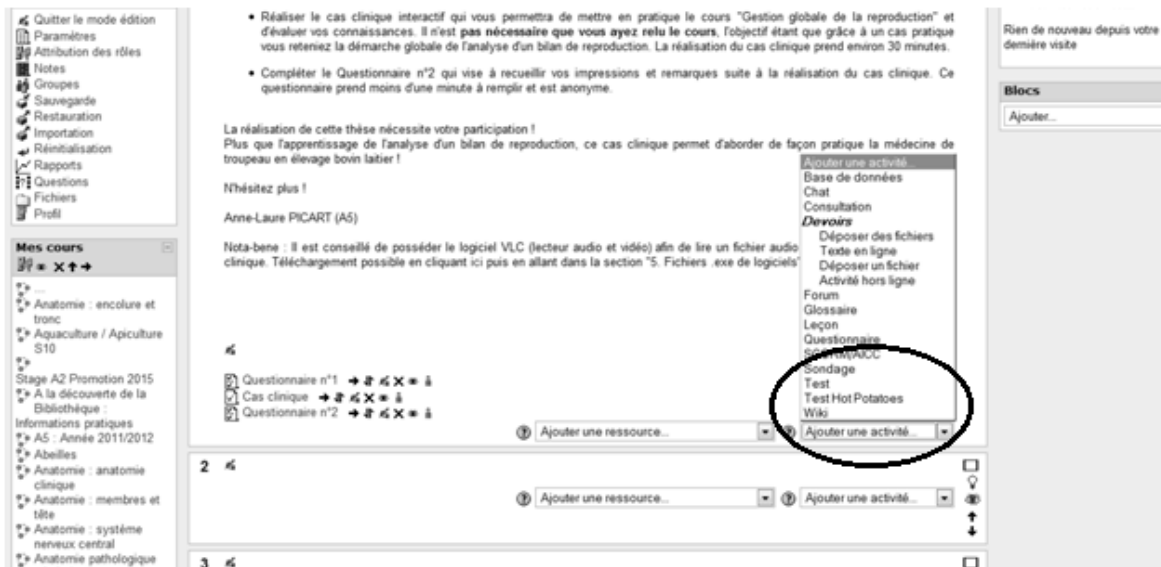 Quitter le mode édition
Paramètres
Attribution des rôles
Notes
Groupes
Sauvegarde
Restauration
Importation
Réinitialisation
Rapports
Questions
Fichiers
Profil
Mes cours
...
Anatomie : encolure et
tronc
Aquaculture / Apiculture
S10
Stage A2 Promotion 2015
A la découverte de la
Bibliothèque :
Informations pratiques
A5 : Année 2011/2012
Abeilles
Anatomie : anatomie
clinique
Anatomie : membres et
tête
Anatomie : système
nerveux central
Anatomie pathologique
• Réaliser le cas clinique interactif qui vous permettra de mettre en pratique le cours "Gestion globale de la reproduction" et
d'évaluer vos connaissances. Il n'est pas nécessaire que vous ayez relu le cours, l'objectif étant que grâce à un cas pratique
vous reteniez la démarche globale de l'analyse d'un bilan de reproduction. La réalisation du cas clinique prend environ 30 minutes.
• Compléter le Questionnaire n°2 qui vise à recueillir vos impressions et remarques suite à la réalisation du cas clinique. Ce
questionnaire prend moins d'une minute à remplir et est anonyme.
La réalisation de cette thèse nécessite votre participation !
Plus que l'apprentissage de l'analyse d'un bilan de reproduction, ce cas clinique permet d'aborder de façon pratique la médecine de
troupeau en élevage bovin laitier !
N'hésitez plus !
Anne-Laure PICART (A5)
Nota-bene : Il est conseillé de posséder le logiciel VLC (lecteur audio et vidéo) afin de lire un fichier audio
clinique. Téléchargement possible en cliquant ici puis en allant dans la section "5. Fichiers .exe de logiciels"
Ajouter une activité...
Base de données
Chat
Consultation
Devoirs
Déposer des fichiers
Texte en ligne
Déposer un fichier
Activité hors ligne
Forum
Glossaire
Leçon
Questionnaire
SCORM/AICC
Sondage
Test
Test Hot Potatoes
Wiki
Questionnaire n°1
Cas clinique
Questionnaire n°2
Ajouter une ressource... Ajouter une activité...
2
Ajouter une ressource... Ajouter une activité...
3
Rien de nouveau depuis votre
dernière visite
Blocs
Ajouter...